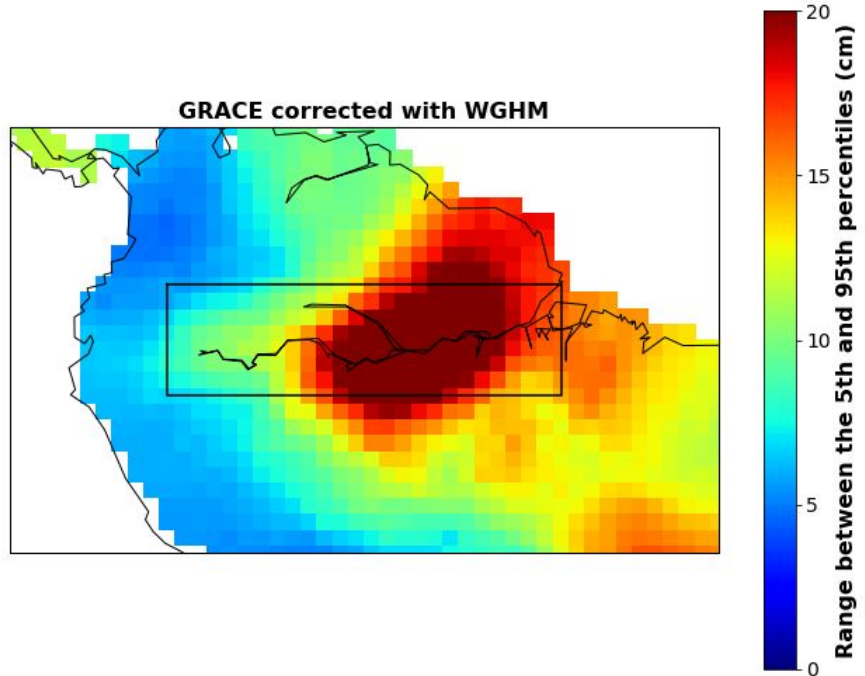 GRACE corrected with WGHM
20
15
10
5
0
Range between the 5th and 95th percentiles (cm)